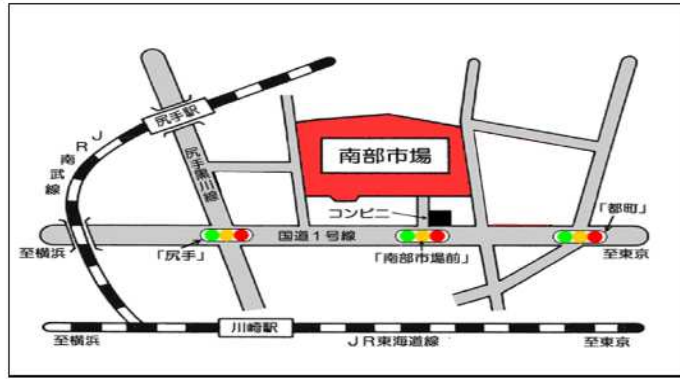 尻手駅
JR南武線
尻手黒川線
南部市場
コンビニ
「都町」
国道1号線
至横浜
「尻手」
「南部市場前」
至東京
川崎駅
至横浜
JR東海道線
至東京